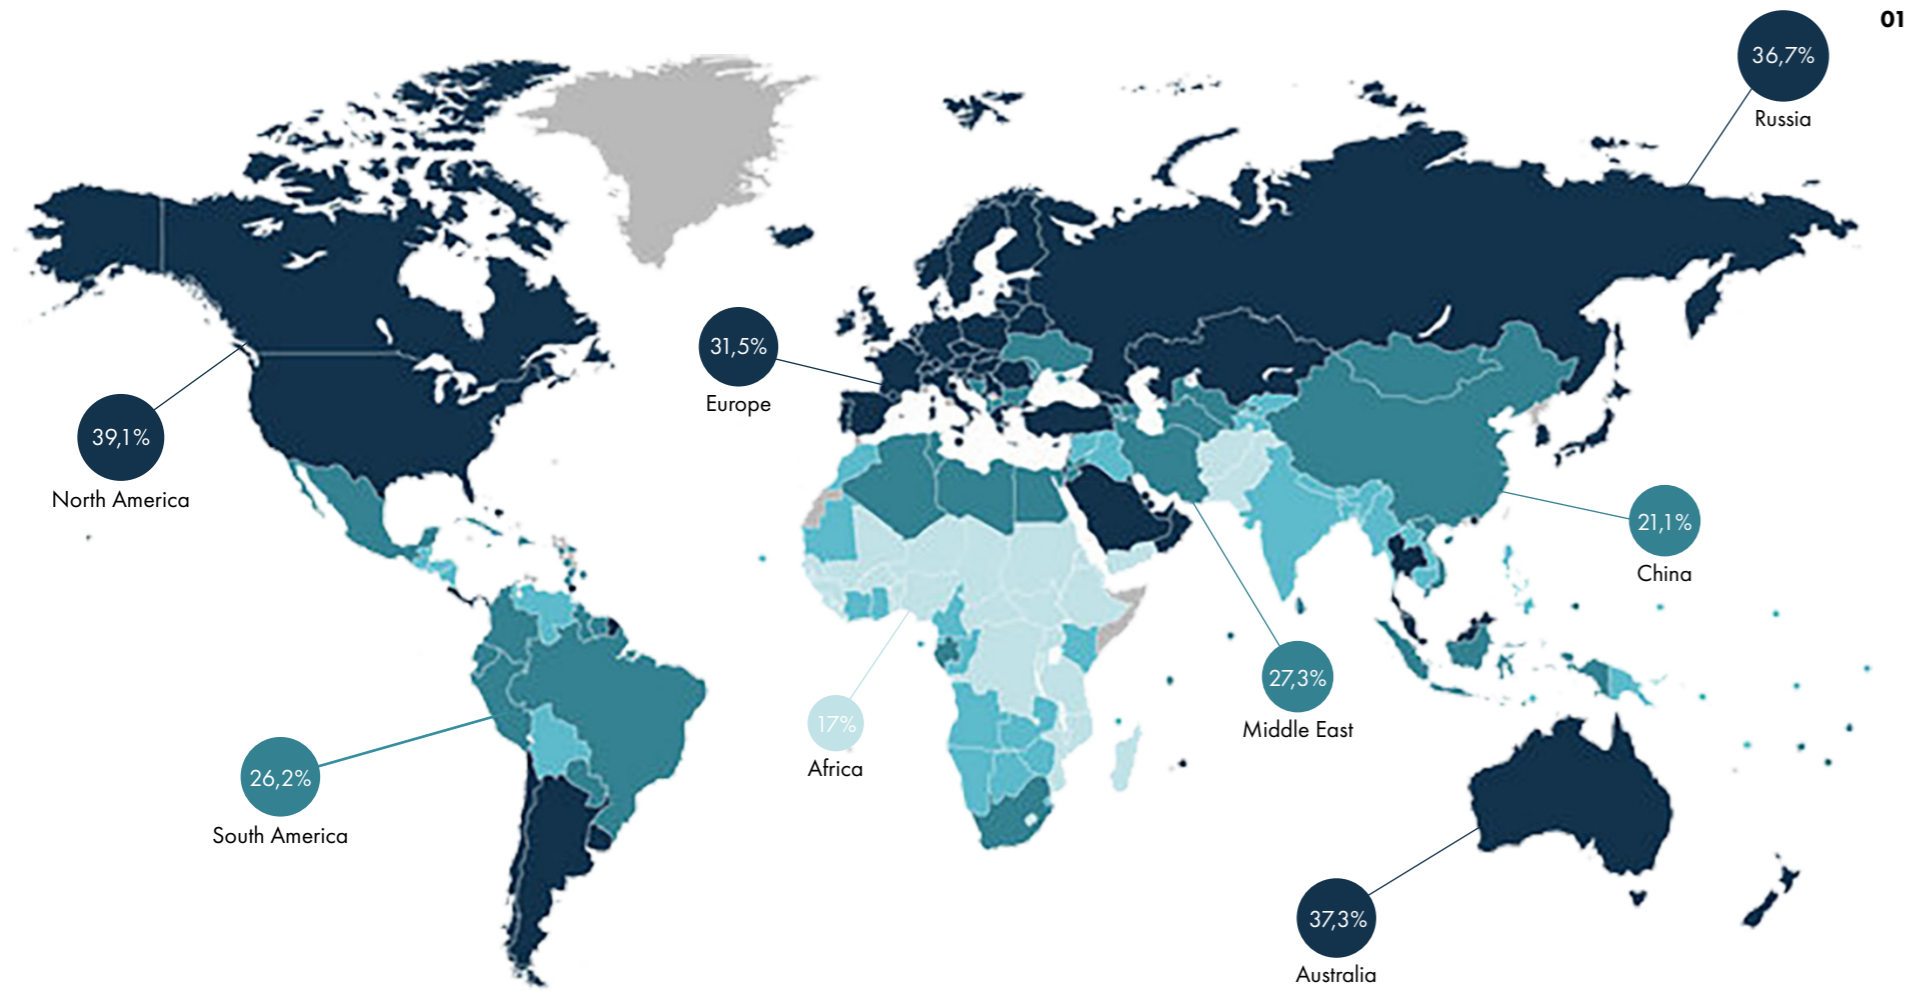 01
36,7%
Russia
31,5%
Europe
39,1%
North America
21,1%
China
27,3%
Middle East
17%
Africa
26,2%
South America
37,3%
Australia